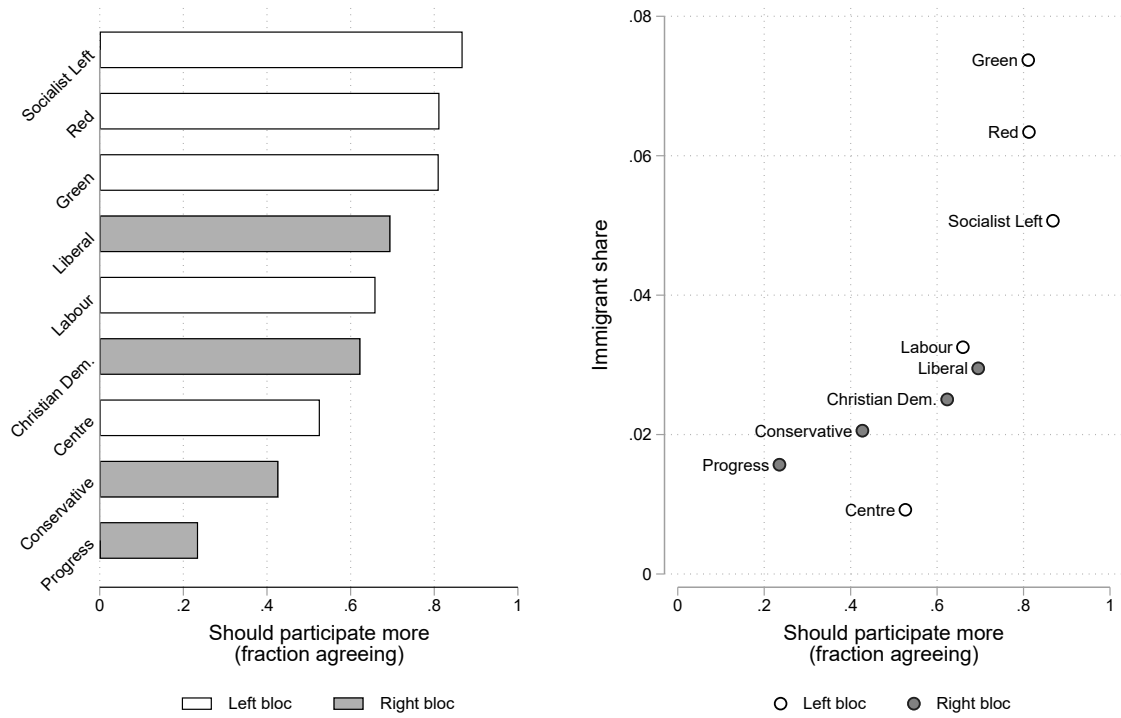 Socialist Left
Red
Green
Liberal
Labour
Christian Dem.
Centre
Conservative
Progress
0 .2 .4 .6 .8 1
Should participate more
(fraction agreeing)
Left bloc Right bloc
.08
.06
.04
.02
0
Immigrant share
Green
Red
Socialist Left
Labour
Liberal
Christian Dem.
Conservative
Progress
Centre
0 .2 .4 .6 .8 1
Should participate more
(fraction agreeing)
Left bloc Right bloc